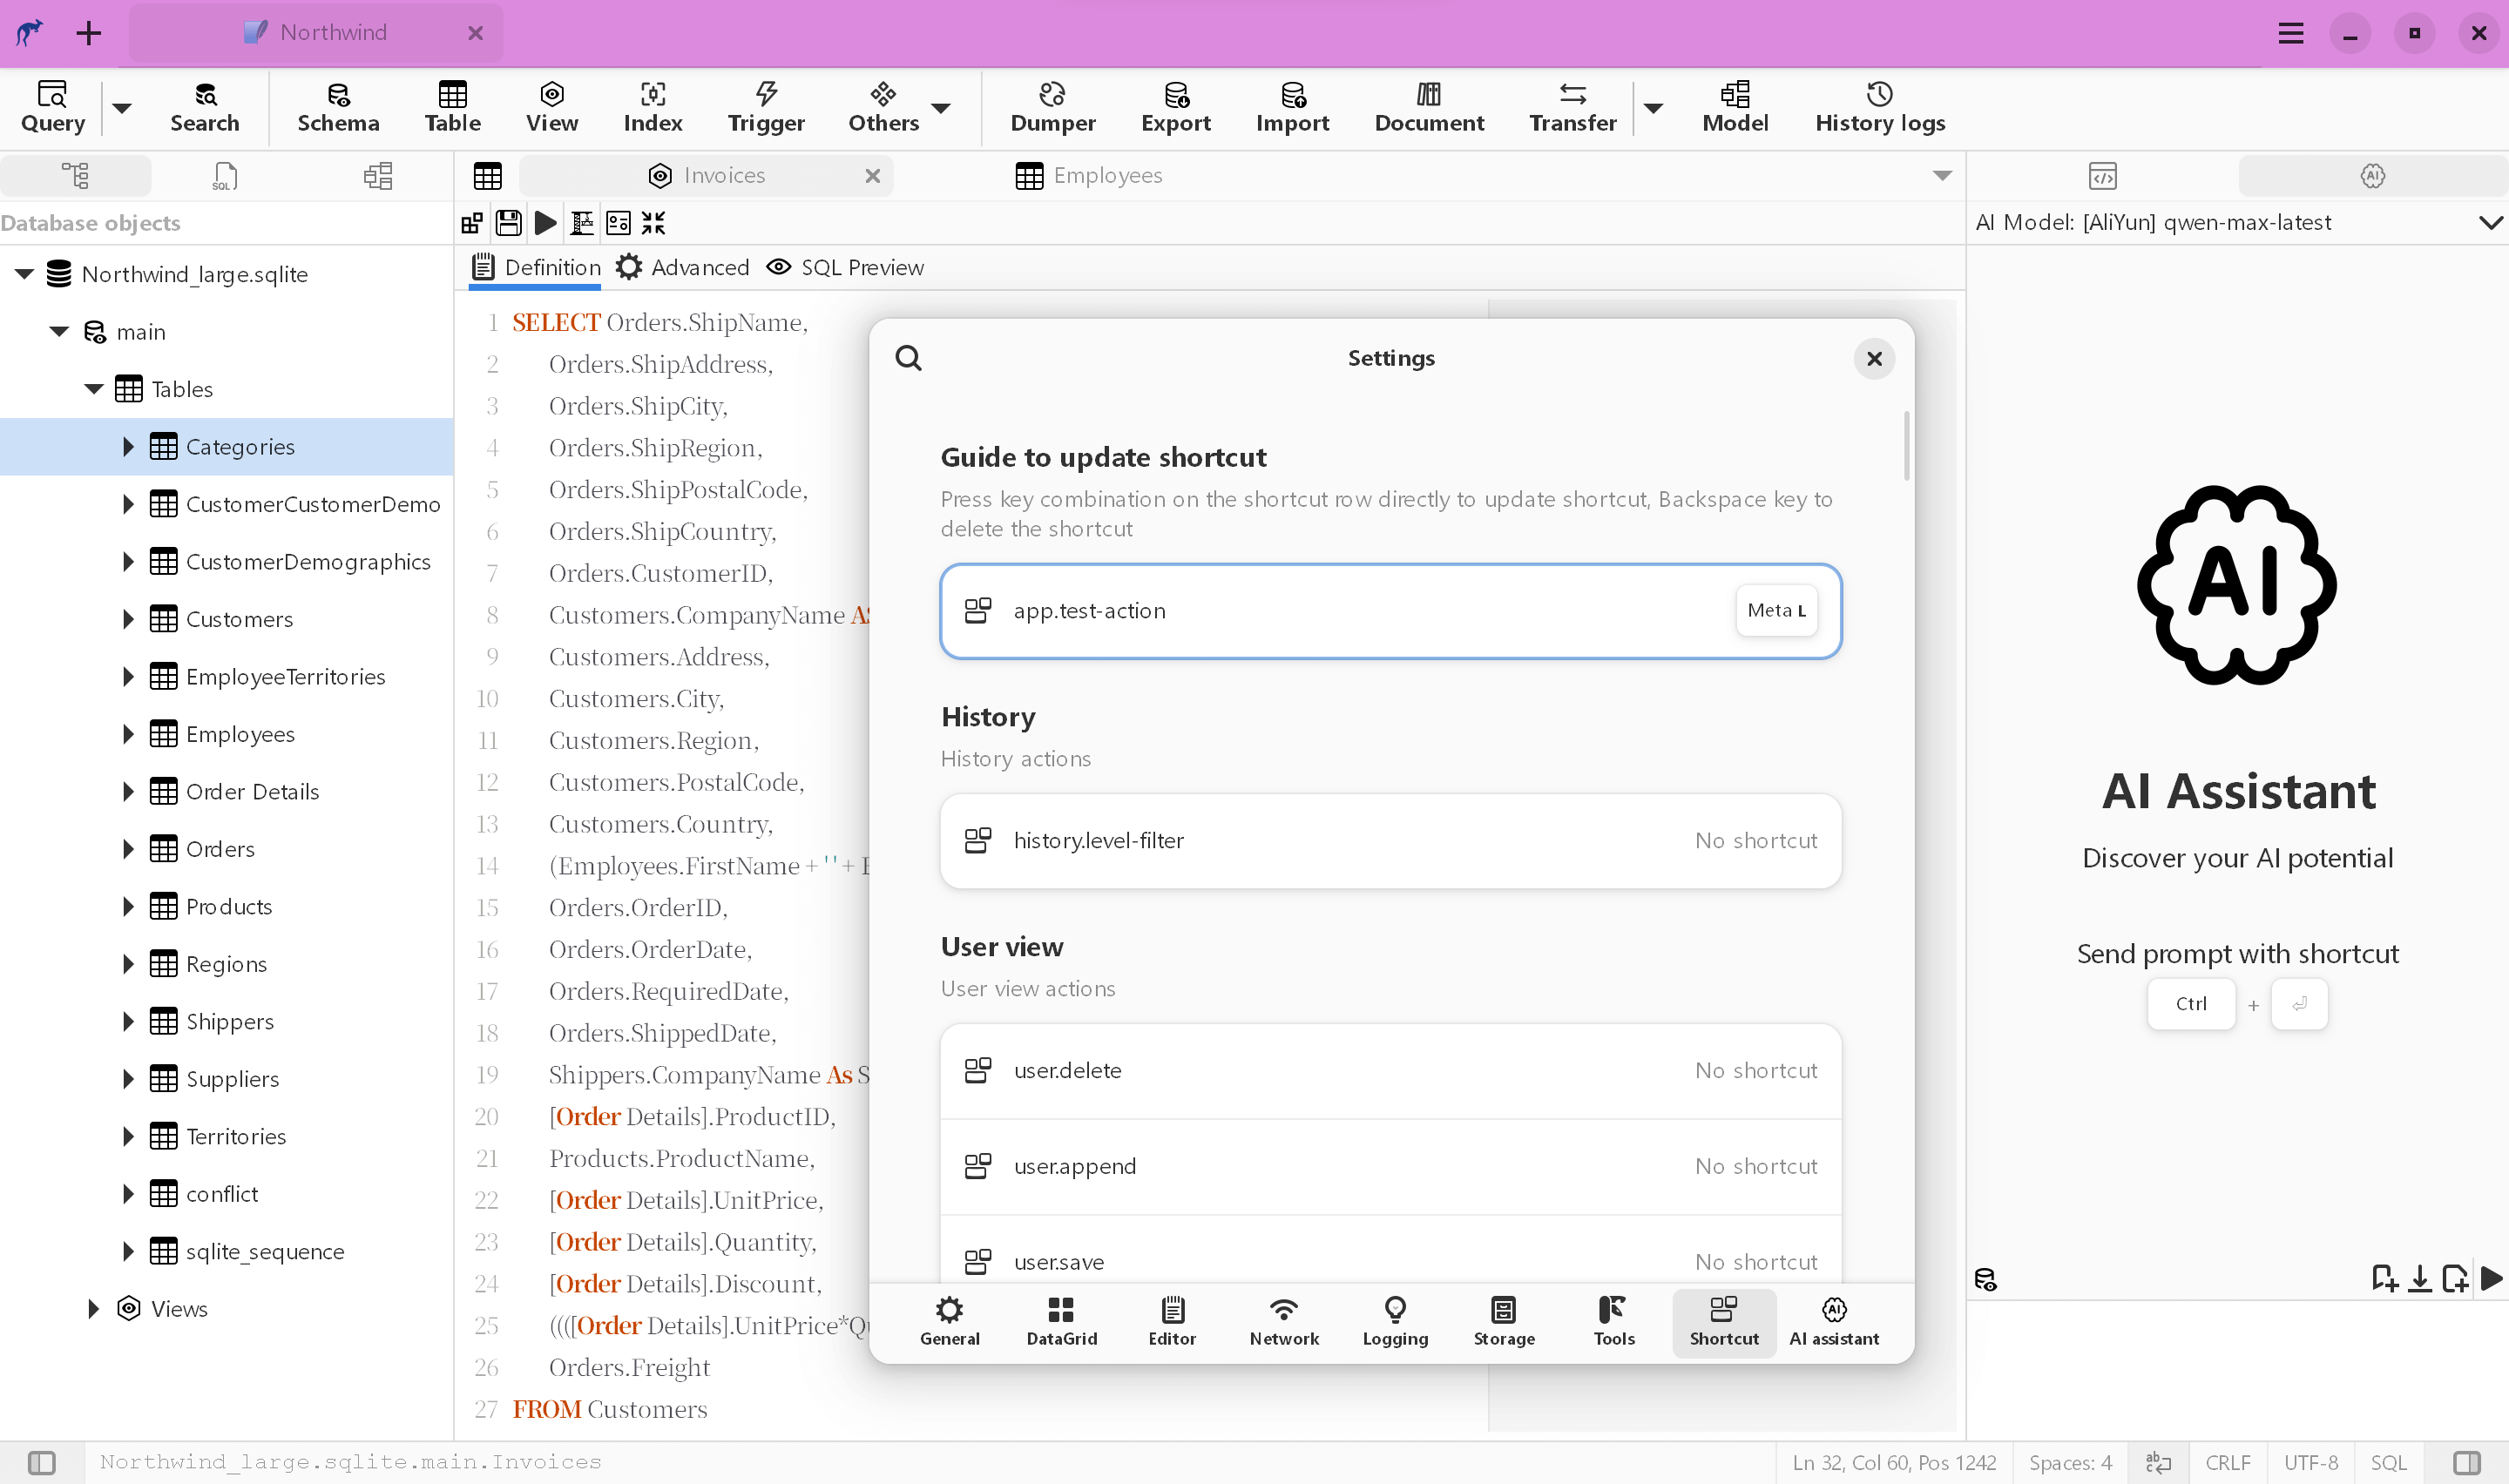 Northwind
Query
Search
Schema
Table
View
Index
Trigger
Others
Dumper
Export
Import
Document
Transfer
Model
History logs
SQL
Invoices
Employees
AI
Database objects
AI Model: [AliYun] qwen-max-latest
Northwind_large.sqlite
main
Tables
Categories
CustomerCustomerDemo
CustomerDemographics
Customers
EmployeeTerritories
Employees
Order Details
Orders
Products
Regions
Shippers
Suppliers
Territories
conflict
sqlite_sequence
Views
Definition
Advanced
SQL Preview
1 SELECT Orders.ShipName,
2 Orders.ShipAddress,
3 Orders.ShipCity,
4 Orders.ShipRegion,
5 Orders.ShipPostalCode,
6 Orders.ShipCountry,
7 Orders.CustomerID,
8 Customers.CompanyName AS
9 Customers.Address,
10 Customers.City,
11 Customers.Region,
12 Customers.PostalCode,
13 Customers.Country,
14 (Employees.FirstName + ' ' + E
15 Orders.OrderID,
16 Orders.OrderDate,
17 Orders.RequiredDate,
18 Orders.ShippedDate,
19 Shippers.CompanyName As S
20 [Order Details].ProductID,
21 Products.ProductName,
22 [Order Details].UnitPrice,
23 [Order Details].Quantity,
24 [Order Details].Discount,
25 ((([Order Details].UnitPrice*Qu
26 Orders.Freight
27 FROM Customers
Settings
Guide to update shortcut
Press key combination on the shortcut row directly to update shortcut, Backspace key to
delete the shortcut
app.test-action
Meta L
History
History actions
history.level-filter
No shortcut
User view
User view actions
user.delete
No shortcut
user.append
No shortcut
user.save
No shortcut
General
DataGrid
Editor
Network
Logging
Storage
Tools
Shortcut
AI assistant
AI
AI Assistant
Discover your AI potential
Send prompt with shortcut
Ctrl + ⏎
Northwind_large.sqlite.main.Invoices
Ln 32, Col 60, Pos 1242
Spaces: 4
CRLF
UTF-8
SQL